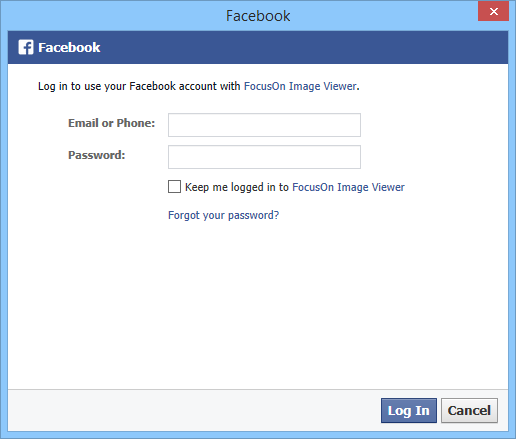 Facebook
Facebook
Log in to use your Facebook account with FocusOn Image Viewer.
Email or Phone:
Password:
Keep me logged in to FocusOn Image Viewer
Forgot your password?
Log In Cancel